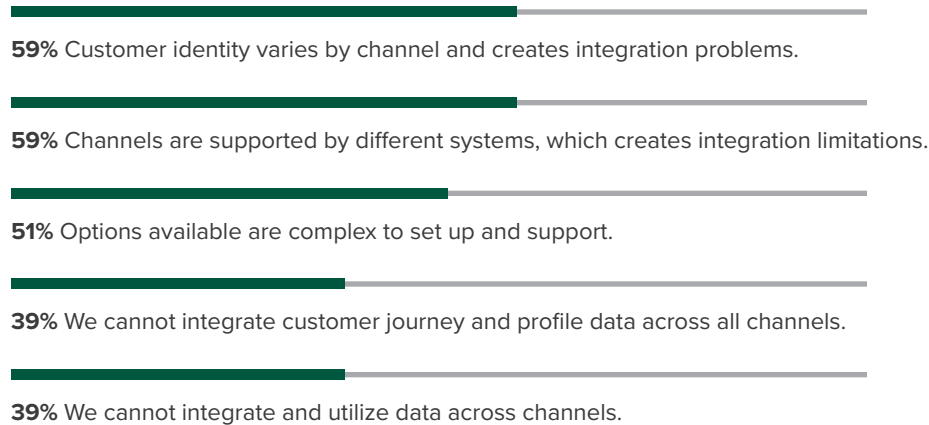 59% Customer identity varies by channel and creates integration problems.
59% Channels are supported by different systems, which creates integration limitations.
51% Options available are complex to set up and support.
39% We cannot integrate customer journey and profile data across all channels.
39% We cannot integrate and utilize data across channels.